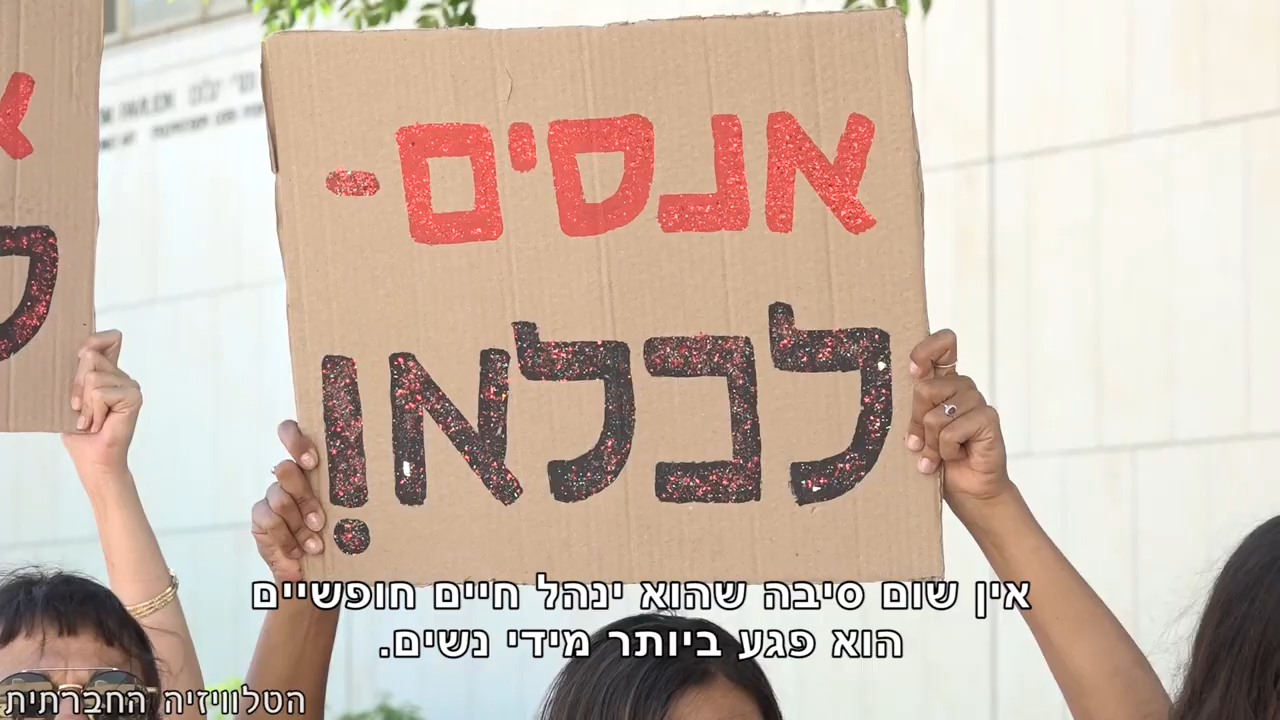 אנסים-
לכלא!
אין שום סיבה שהוא ינהל חיים חופשיים
הוא פגע ביותר מידי נשים.
הטלוויזיה החברתית